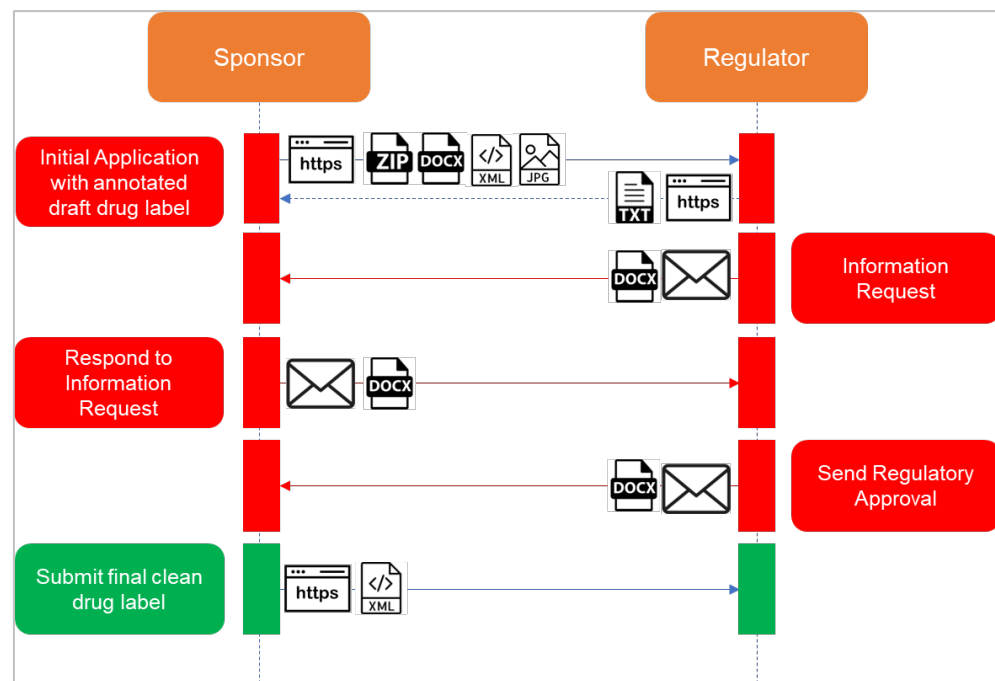 Sponsor
Regulator
Initial Application
with annotated
draft drug label
https
ZIP
DOCX
XML
JPG
TXT
https
DOCX
Information
Request
Respond to
Information
Request
DOCX
DOCX
Send Regulatory
Approval
Submit final clean
drug label
https
XML